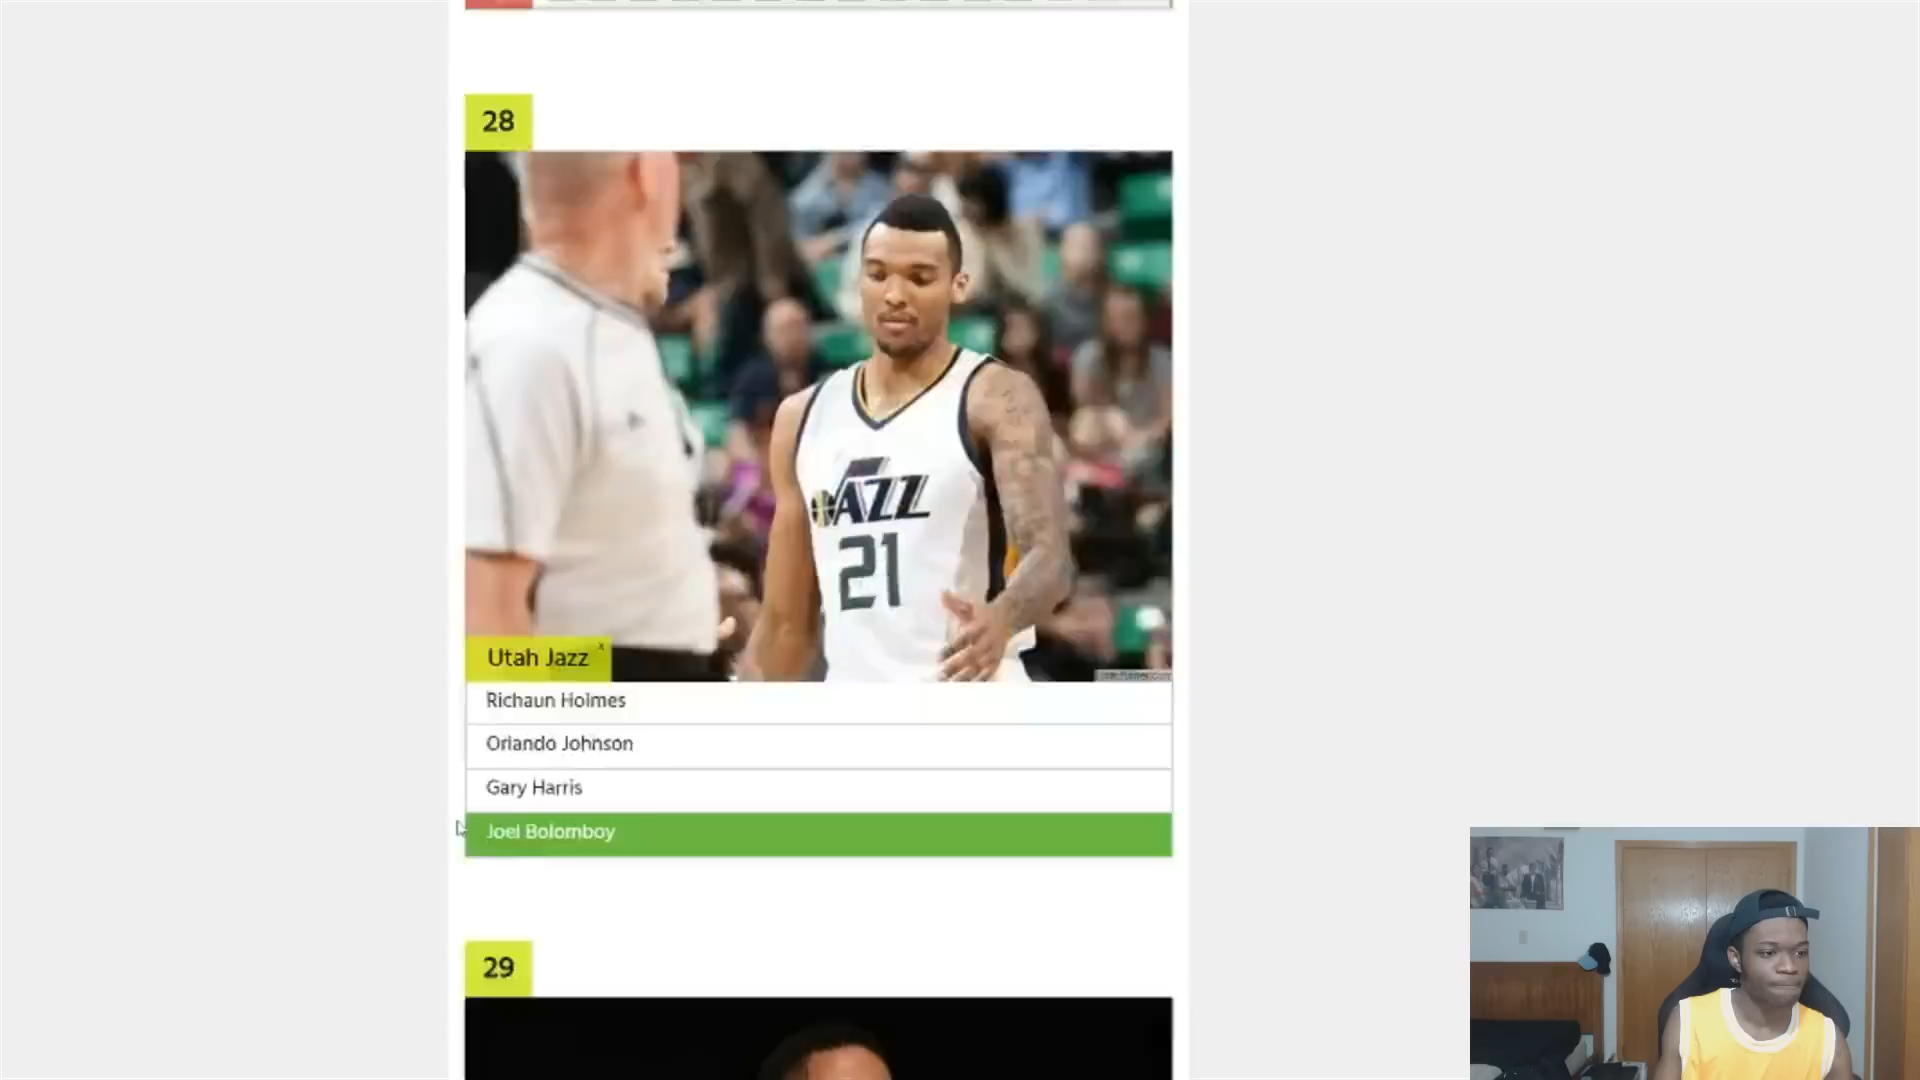 28
JAZZ
21
Utah Jazz
x
Richaun Holmes
Orlando Johnson
Gary Harris
Joel Bolomboy
29